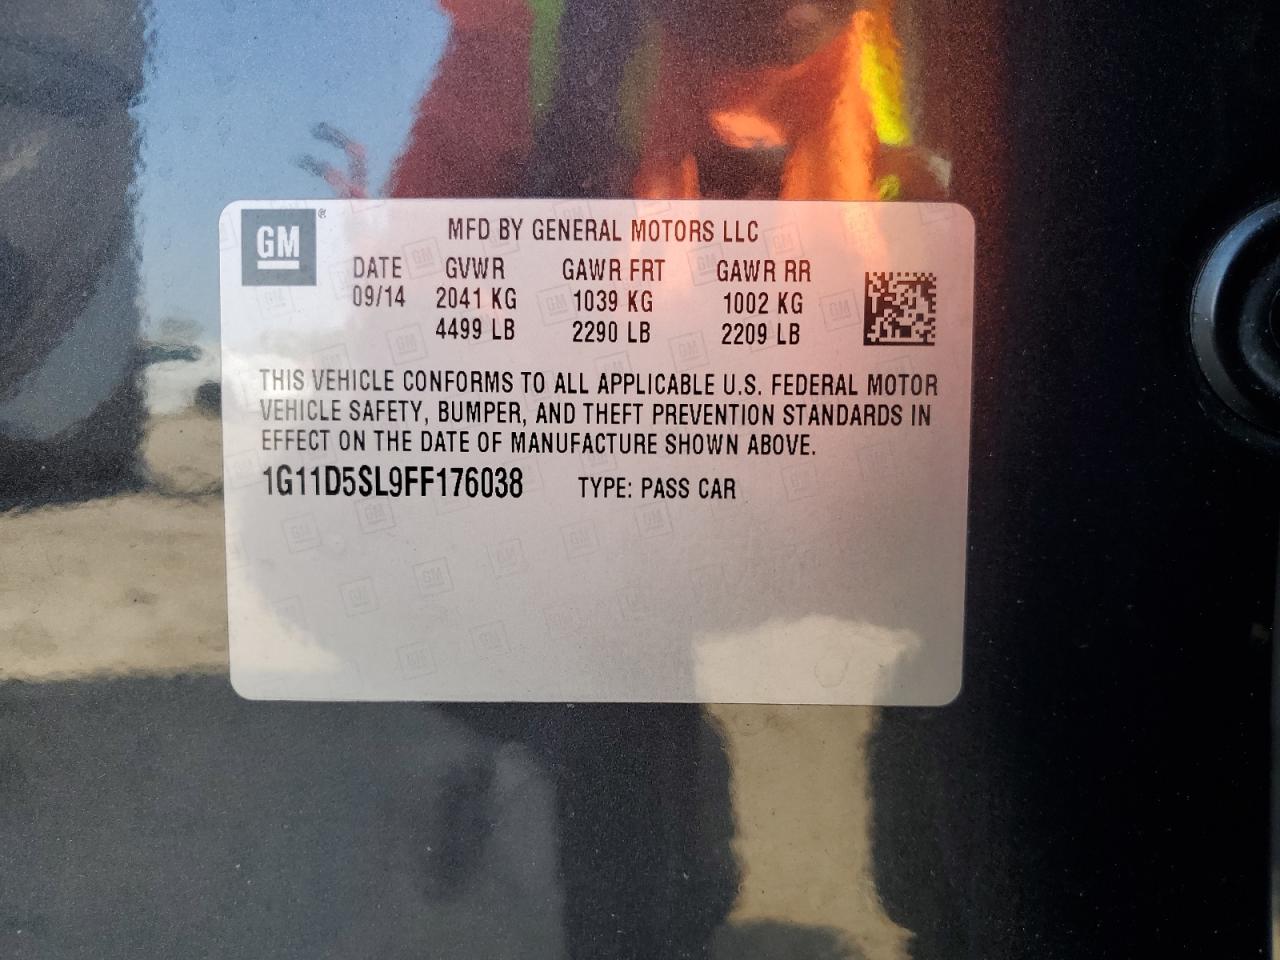 GM ®
MFD BY GENERAL MOTORS LLC
DATE GVWR GAWR FRT GAWR RR
09/14 2041 KG 1039 KG 1002 KG
4499 LB 2290 LB 2209 LB
THIS VEHICLE CONFORMS TO ALL APPLICABLE U.S. FEDERAL MOTOR
VEHICLE SAFETY, BUMPER, AND THEFT PREVENTION STANDARDS IN
EFFECT ON THE DATE OF MANUFACTURE SHOWN ABOVE.
1G11D5SL9FF176038 TYPE: PASS CAR